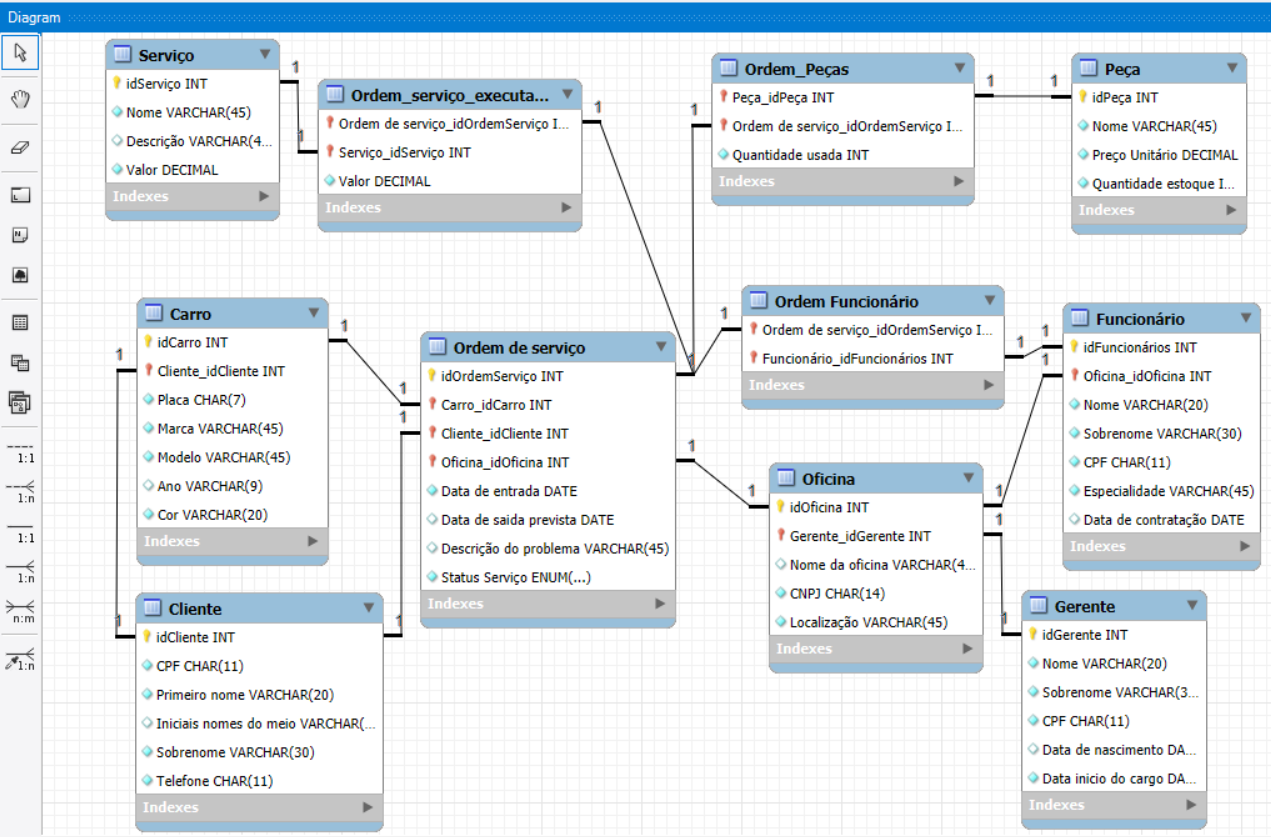 Diagram
Serviço
idServiço INT
Nome VARCHAR(45)
Descrição VARCHAR(4...
Valor DECIMAL
Indexes
1
1
Ordem_serviço_executa...
Ordem de serviço_idOrdemServiço I...
Serviço_idServiço INT
Valor DECIMAL
Indexes
1
1
Ordem_Peças
Peça_idPeça INT
Ordem de serviço_idOrdemServiço I...
Quantidade usada INT
Indexes
1
1
Peça
idPeça INT
Nome VARCHAR(45)
Preço Unitário DECIMAL
Quantidade estoque I...
Indexes
Carro
idCarro INT
Cliente_idCliente INT
Placa CHAR(7)
Marca VARCHAR(45)
Modelo VARCHAR(45)
Ano VARCHAR(9)
Cor VARCHAR(20)
Indexes
1
1
1
1
Ordem de serviço
idOrdemServiço INT
Carro_idCarro INT
Cliente_idCliente INT
Oficina_idOficina INT
Data de entrada DATE
Data de saida prevista DATE
Descrição do problema VARCHAR(45)
Status Serviço ENUM(...)
Indexes
1
1
1
Ordem Funcionário
Ordem de serviço_idOrdemServiço I...
Funcionário_idFuncionários INT
Indexes
1
1
1
Funcionário
idFuncionários INT
Oficina_idOficina INT
Nome VARCHAR(20)
Sobrenome VARCHAR(30)
CPF CHAR(11)
Especialidade VARCHAR(45)
Data de contratação DATE
Indexes
1
Oficina
idOficina INT
Gerente_idGerente INT
Nome da oficina VARCHAR(4...
CNPJ CHAR(14)
Localização VARCHAR(45)
Indexes
1
1
1
Cliente
idCliente INT
CPF CHAR(11)
Primeiro nome VARCHAR(20)
Iniciais nomes do meio VARCHAR(...
Sobrenome VARCHAR(30)
Telefone CHAR(11)
Indexes
1
1
Gerente
idGerente INT
Nome VARCHAR(20)
Sobrenome VARCHAR(3...
CPF CHAR(11)
Data de nascimento DA...
Data inicio do cargo DA...
Indexes
1:1
1:n
1:1
1:n
n:m
1:n